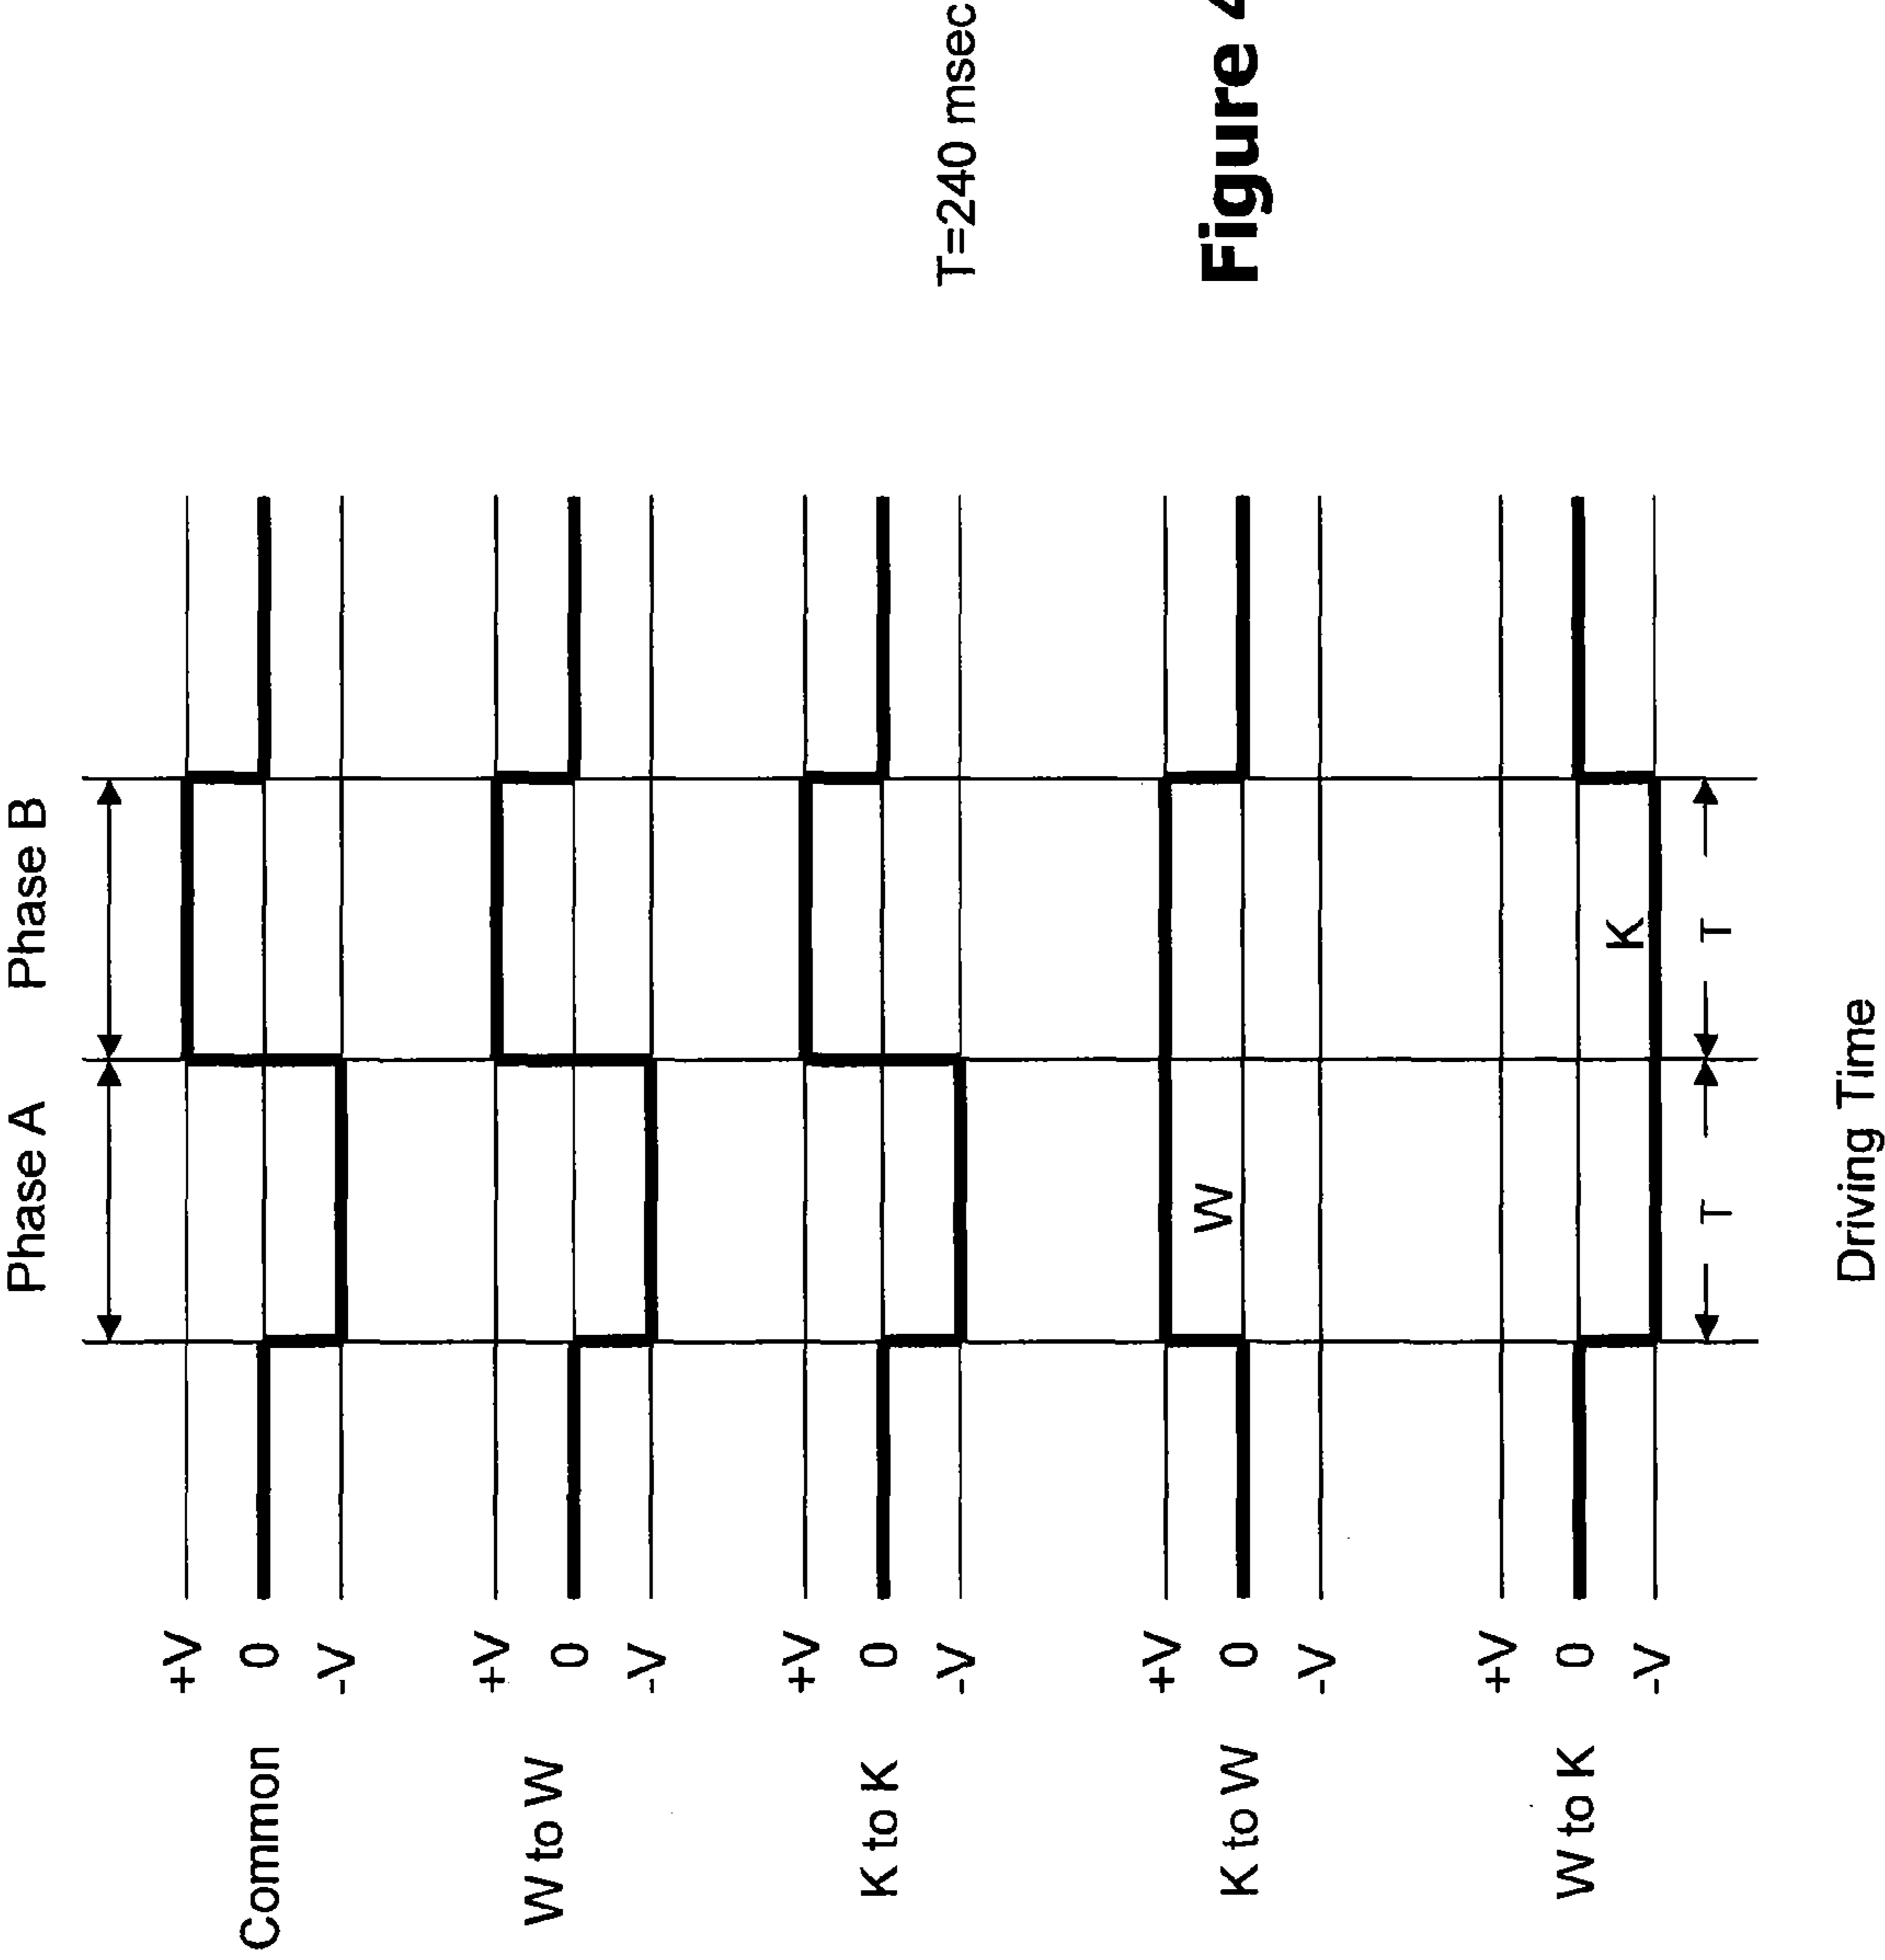 Phase A
Phase B
Common
+V
0
-V
W to W
+V
0
-V
K to K
+V
0
-V
K to W
+V
0
-V
W
W to K
+V
0
-V
K
T
T
Driving Time
T=240 msec
Figure 4